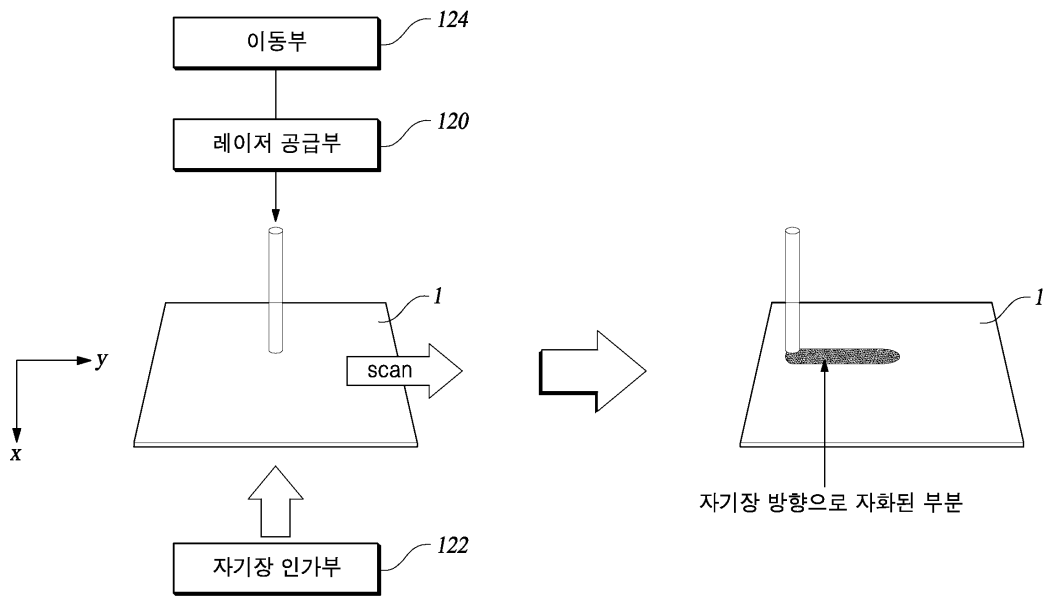 이동부
124
레이저 공급부
120
1
y
scan
x
자기장 인가부
122
1
자기장 방향으로 자화된 부분